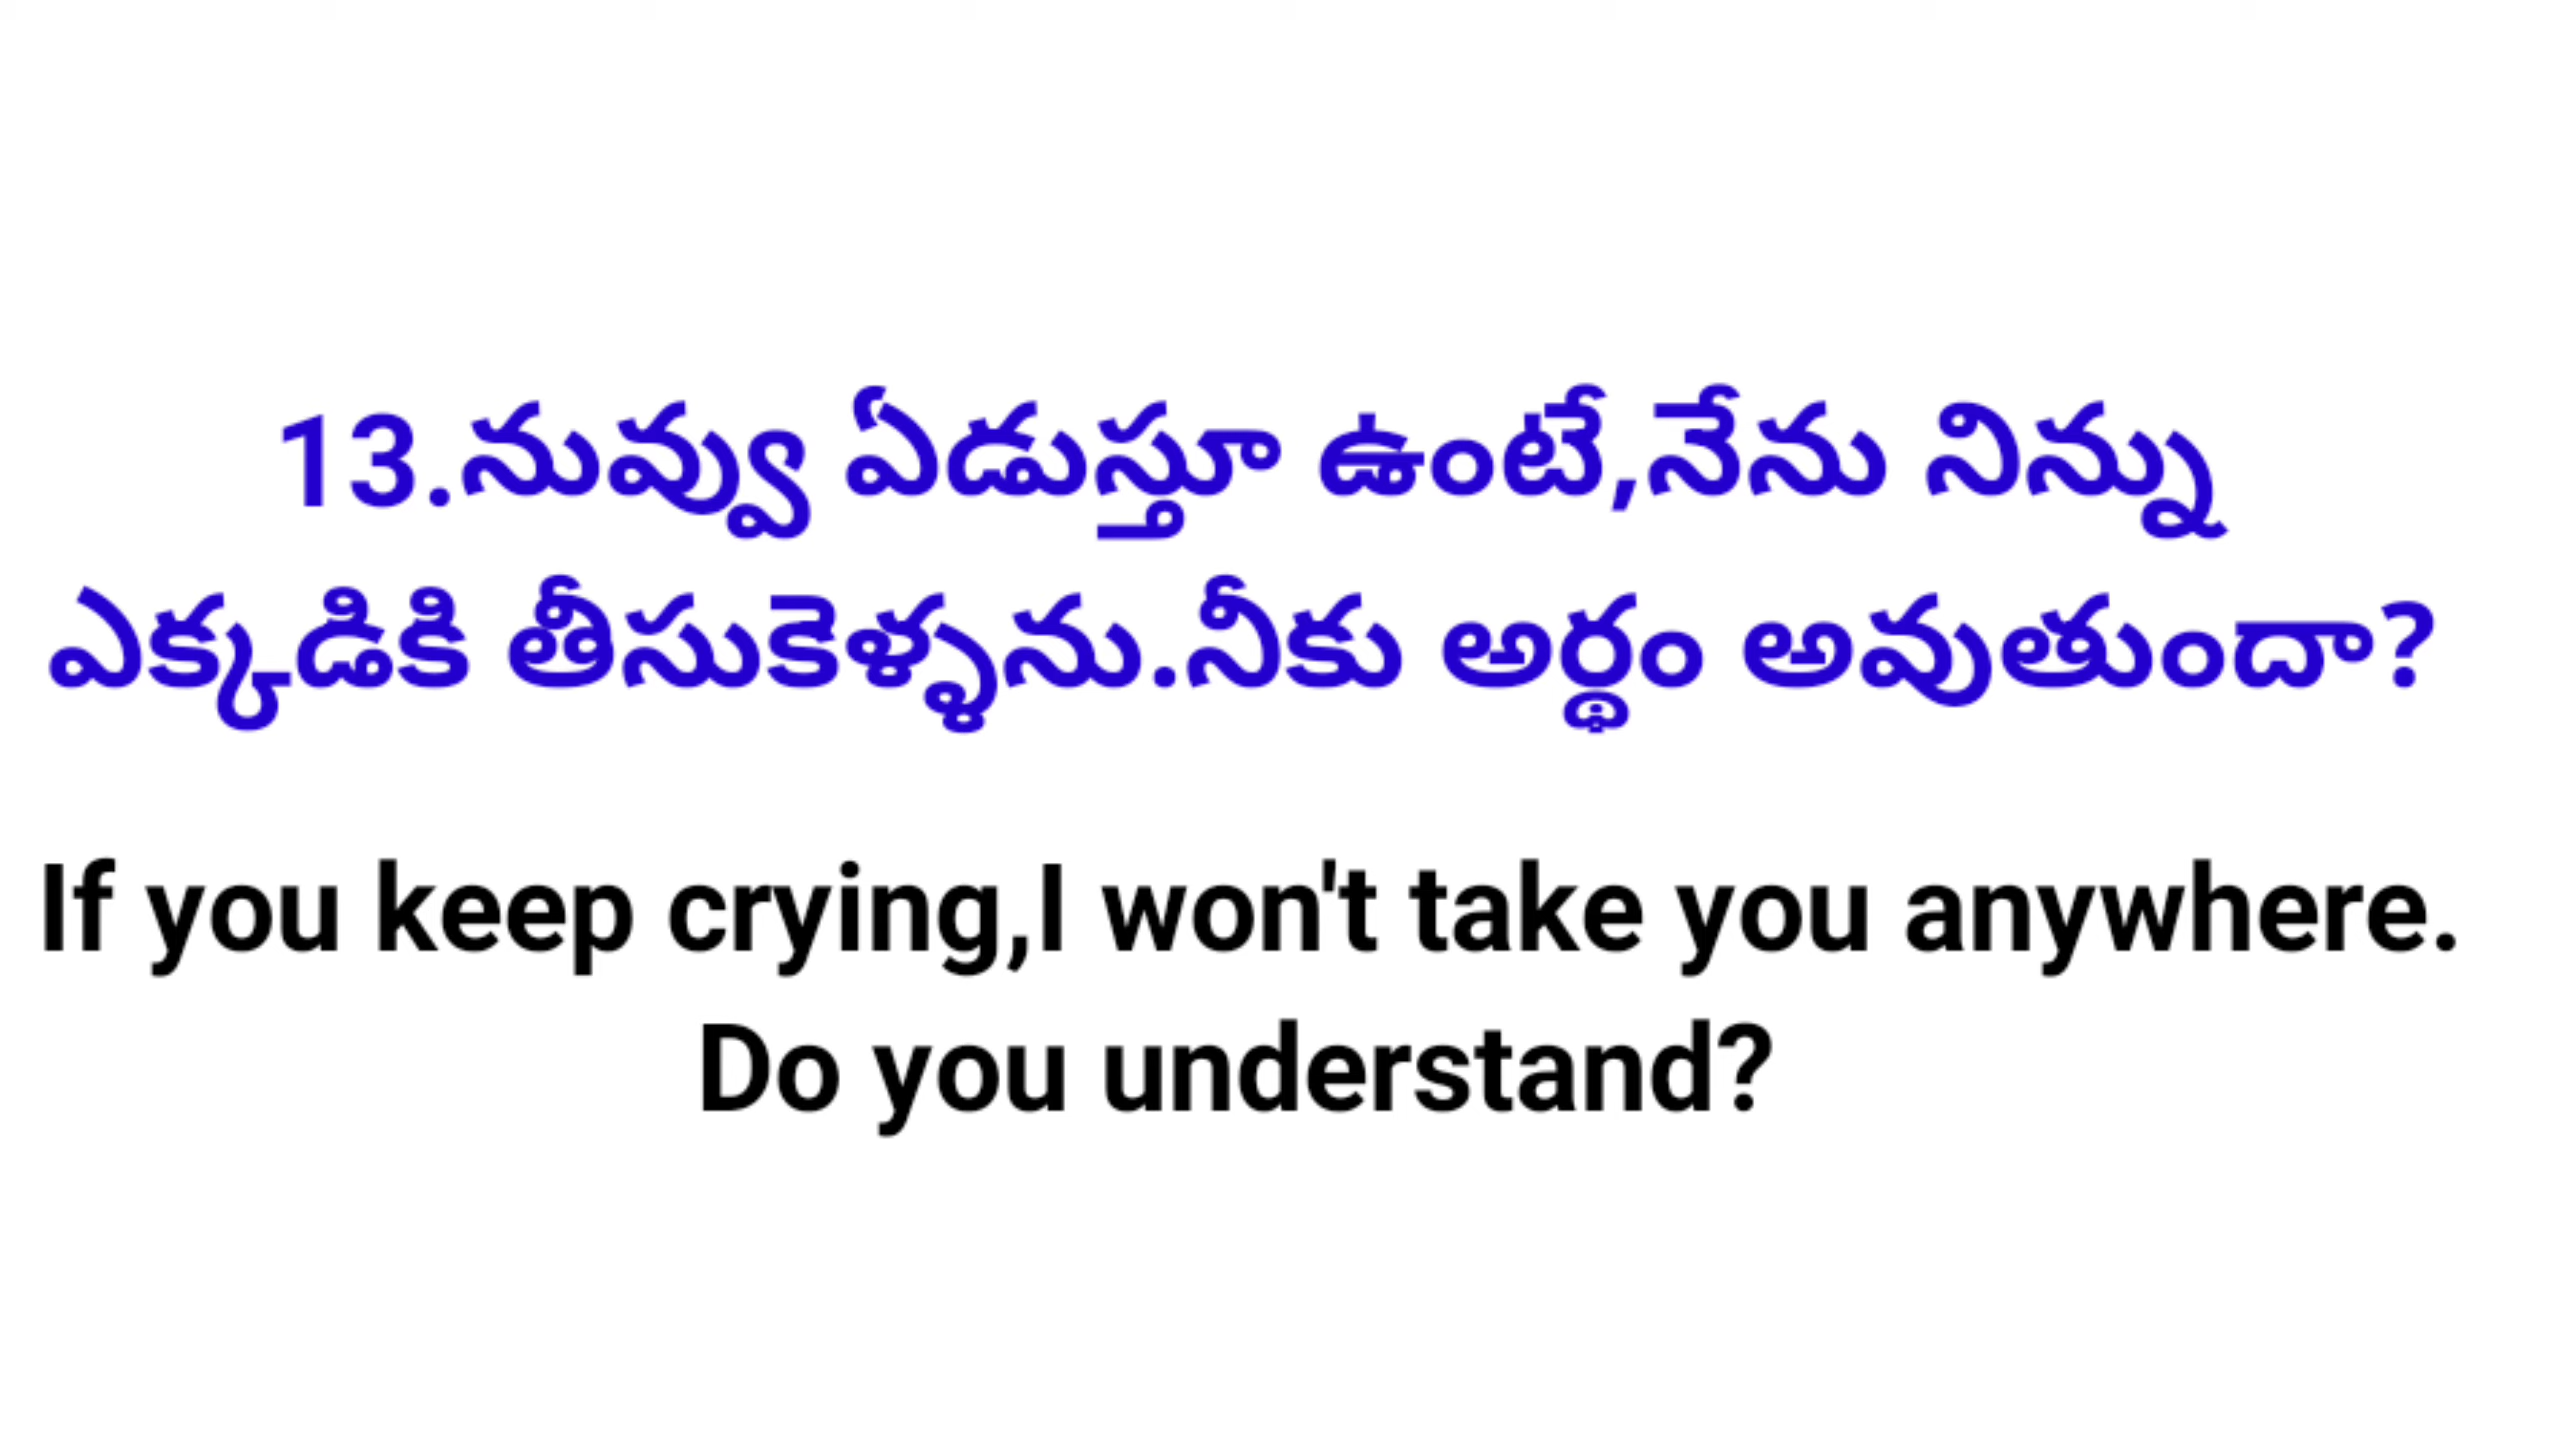 13.నువ్వు ఏడుస్తూ ఉంటే,నేను నిన్ను
ఎక్కడికి తీసుకెళ్ళను.నీకు అర్థం అవుతుందా?
If you keep crying,I won't take you anywhere.
Do you understand?